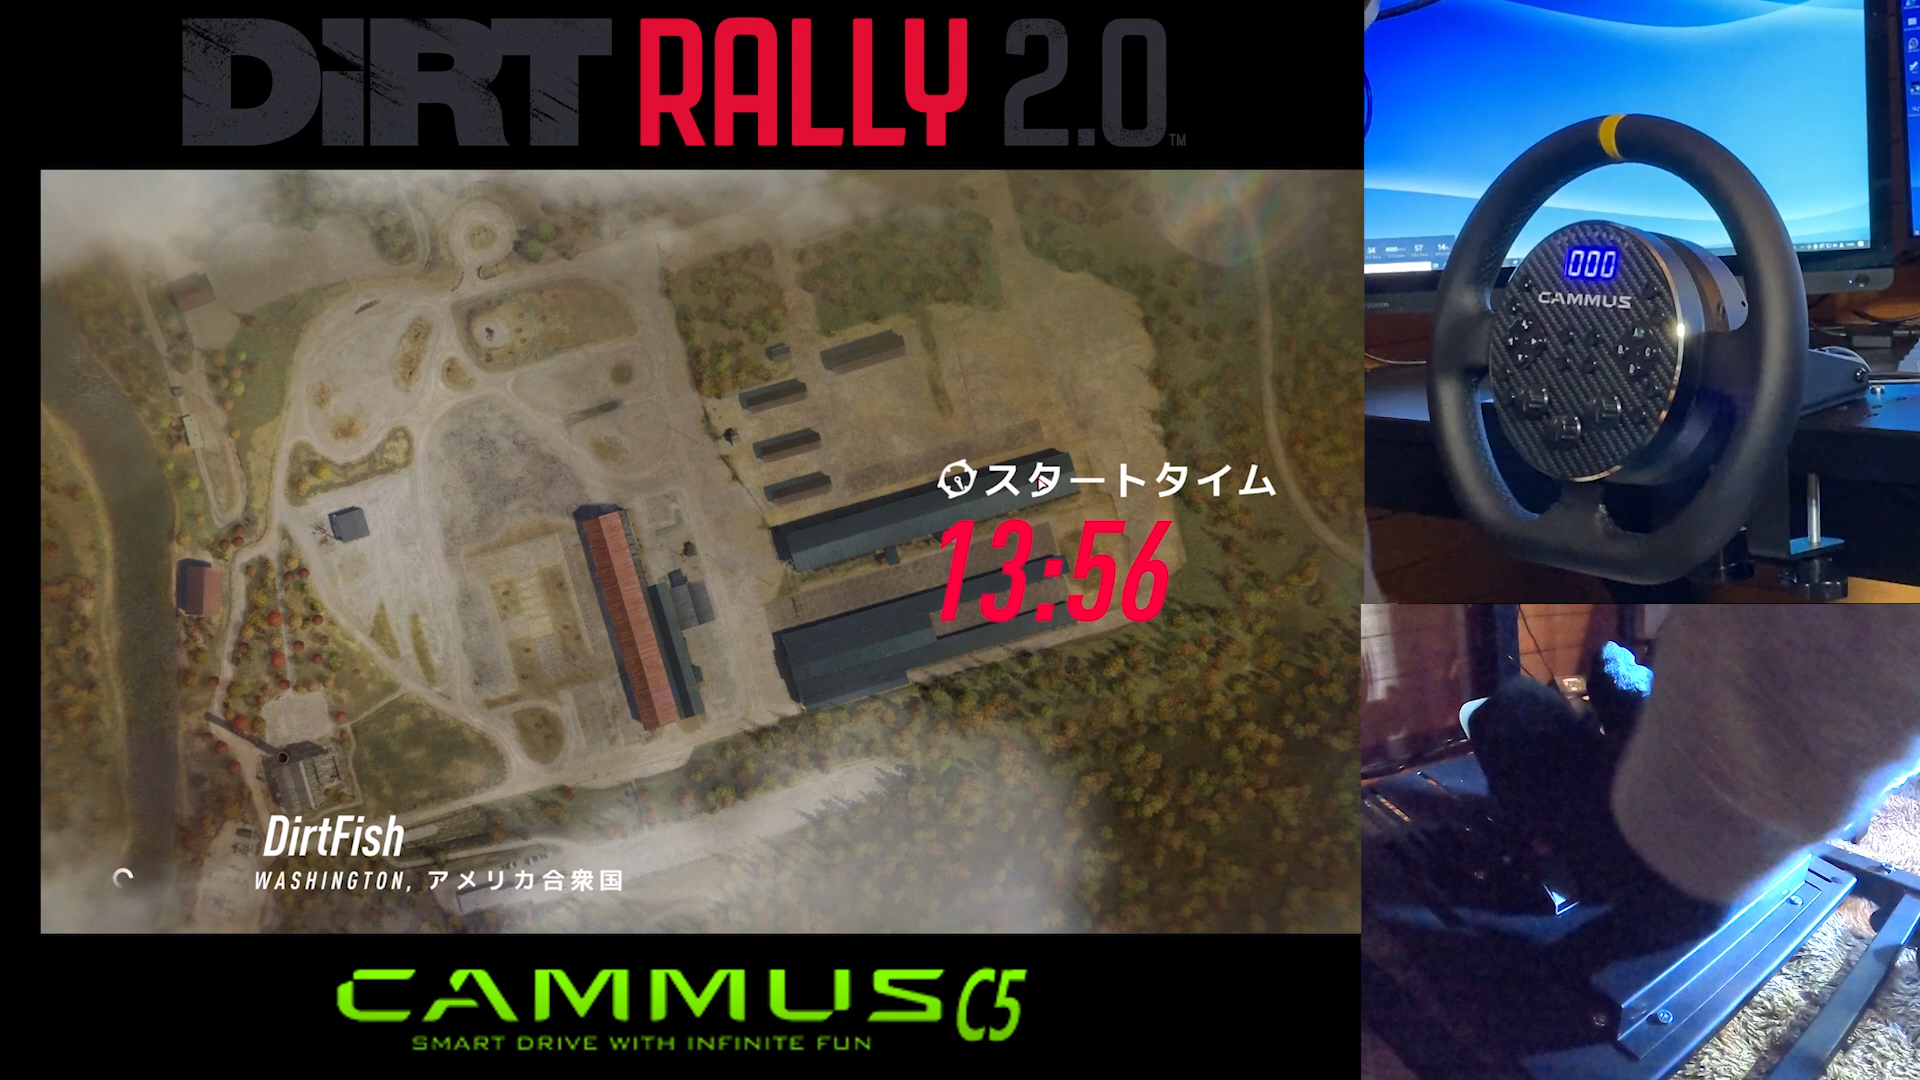 DiRT RALLY 2.0™
スタートタイム
13:56
DirtFish
WASHINGTON, アメリカ合衆国
CAMMUS C5
SMART DRIVE WITH INFINITE FUN
000
CAMMUS